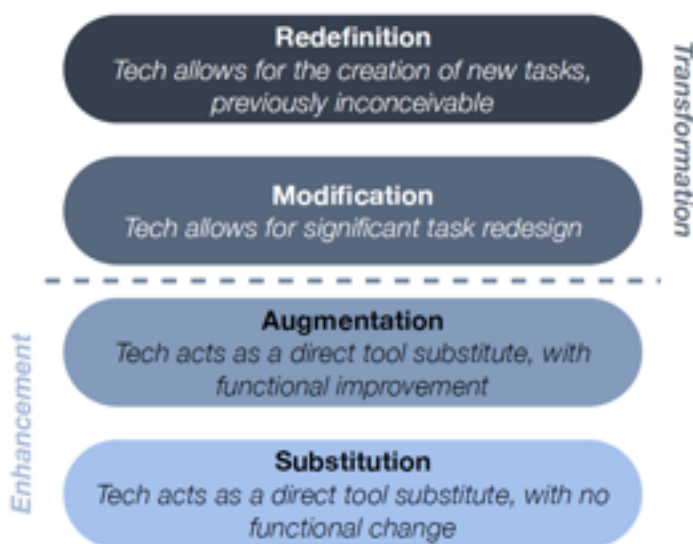 Redefinition
Tech allows for the creation of new tasks,
previously inconceivable
Transformation
Modification
Tech allows for significant task redesign
Augmentation
Tech acts as a direct tool substitute, with
functional improvement
Enhancement
Substitution
Tech acts as a direct tool substitute, with no
functional change